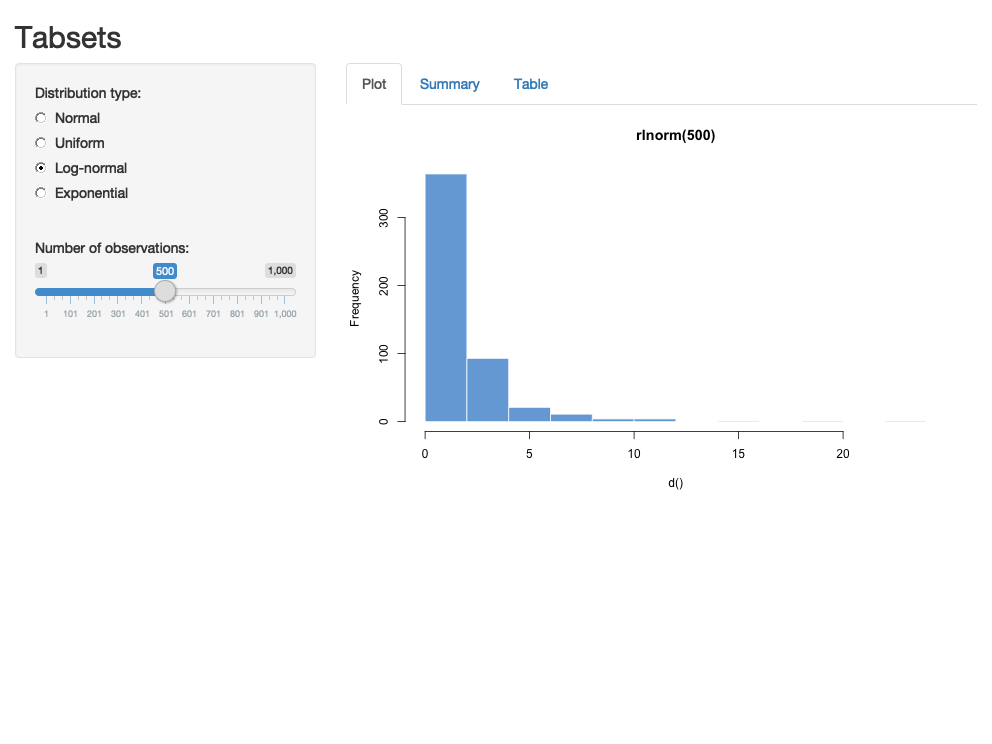 Tabsets
Distribution type:
Normal
Uniform
Log-normal
Exponential
Number of observations:
1 500 1,000
1 101 201 301 401 501 601 701 801 901 1,000
Plot Summary Table
rlnorm(500)
Frequency
300
200
100
0
0 5 10 15 20
d()